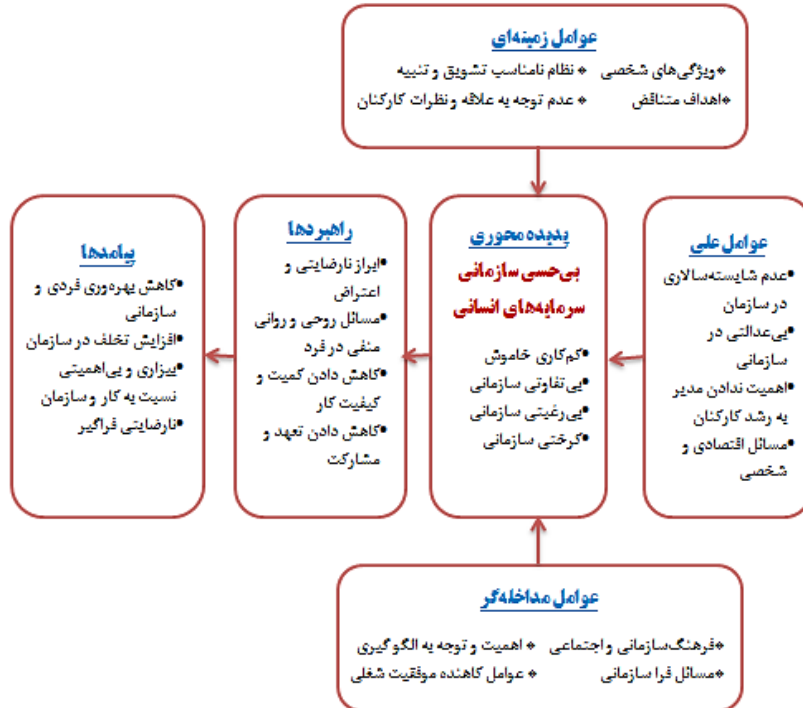 عوامل زمینه‌ای
*ویژگی‌های شخصی * نظام نامناسب تشویق و تنبیه
*اهداف متناقض * عدم توجه به علاقه و نظرات کارکنان
عوامل علی
•عدم شایسته‌سالاری
در سازمان
•بی‌عدالتی در
سازمانی
•اهمیت ندادن مدیر
به رشد کارکنان
•مسائل اقتصادی و
شخصی
پدیده محوری
بی‌حسی سازمانی
سرمایه‌های انسانی
•کم‌کاری خاموش
•بی‌تفاوتی سازمانی
•بی‌رغبتی سازمانی
•کرختی سازمانی
راهبردها
•ابراز نارضایتی و
اعتراض
•مسائل روحی و روانی
منفی در فرد
•کاهش دادن کمیت و
کیفیت کار
•کاهش دادن تعهد و
مشارکت
پیامدها
•کاهش بهره‌وری فردی و
سازمانی
•افزایش تخلف در سازمان
•بیزاری و بی‌اهمیتی
نسبت به کار و سازمان
•نارضایتی فراگیر
عوامل مداخله‌گر
*فرهنگ‌سازمانی و اجتماعی * اهمیت و توجه به الگو گیری
*مسائل فرا سازمانی * عوامل کاهنده موفقیت شغلی